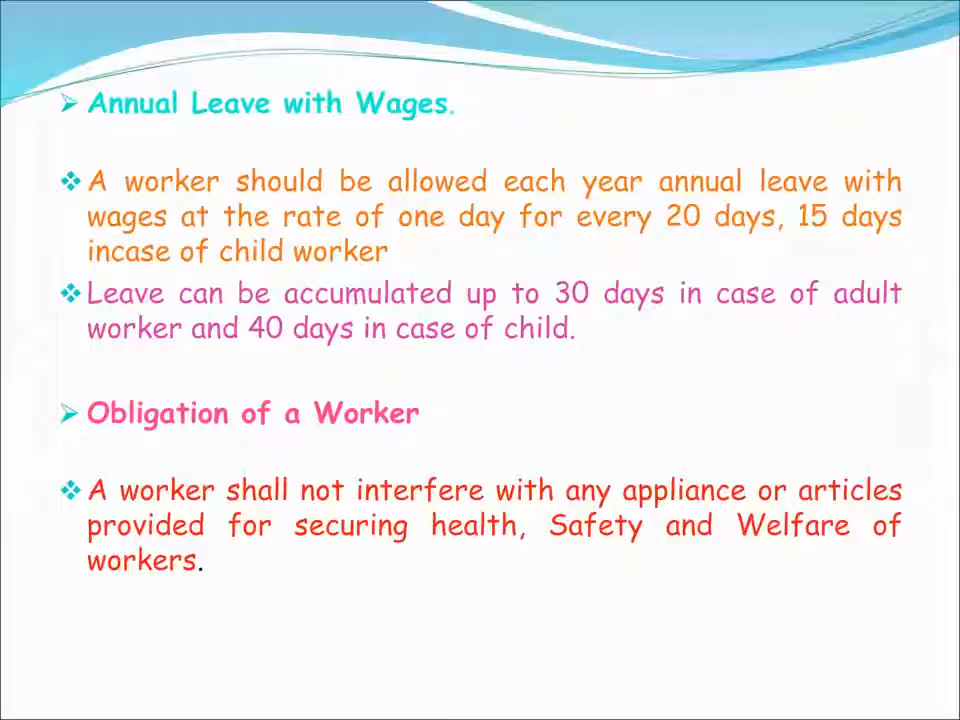 Annual Leave with Wages.
A worker should be allowed each year annual leave with
wages at the rate of one day for every 20 days, 15 days
incase of child worker
Leave can be accumulated up to 30 days in case of adult
worker and 40 days in case of child.
Obligation of a Worker
A worker shall not interfere with any appliance or articles
provided for securing health, Safety and Welfare of
workers.